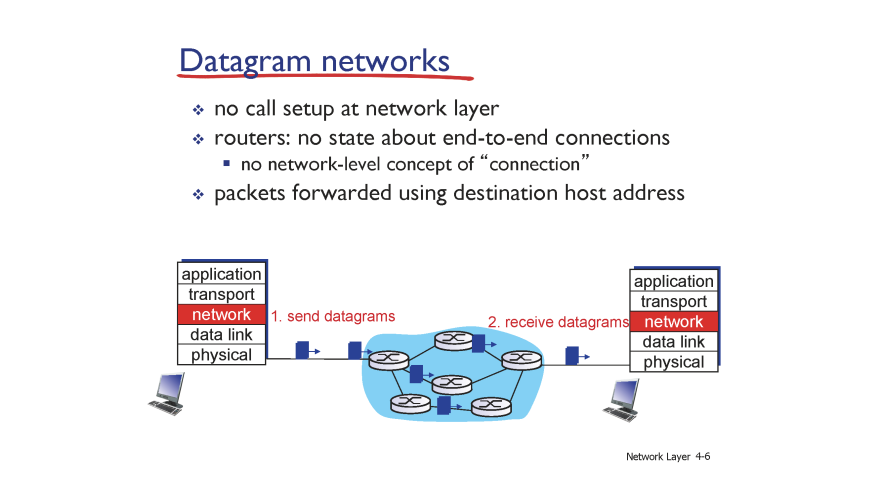 Datagram networks
❖ no call setup at network layer
❖ routers: no state about end-to-end connections
▪ no network-level concept of “connection”
❖ packets forwarded using destination host address
application
transport
network
data link
physical
1. send datagrams
2. receive datagrams
application
transport
network
data link
physical
Network Layer 4-6